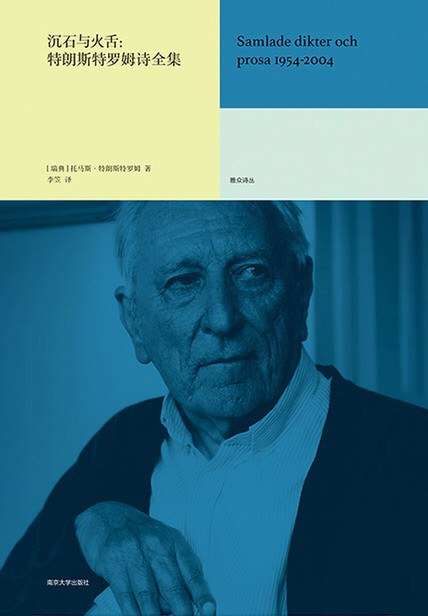 沉石与火舌:
特朗斯特罗姆诗全集
Samlade dikter och
prosa 1954-2004
[ 瑞典 ] 托马斯·特朗斯特罗姆 著
李笠 译
雅众诗丛
南京大学出版社